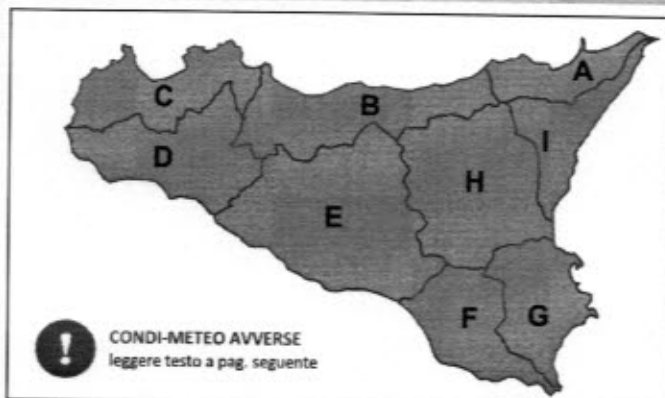 A
C
B
I
D
H
E
F
G
!
CONDI-METEO AVVERSE
leggere testo a pag. seguente